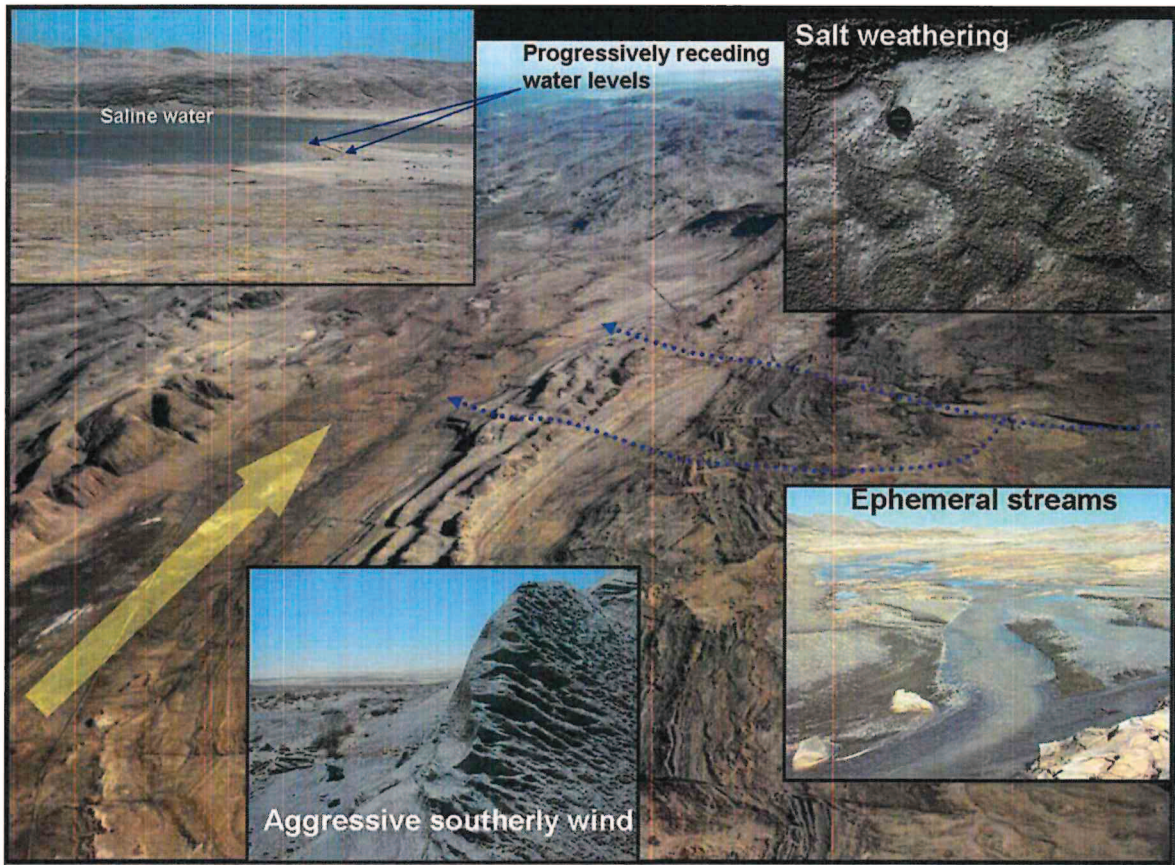 Salt weathering
Progressively receding
water levels
Saline water
Ephemeral streams
Aggressive southerly wind